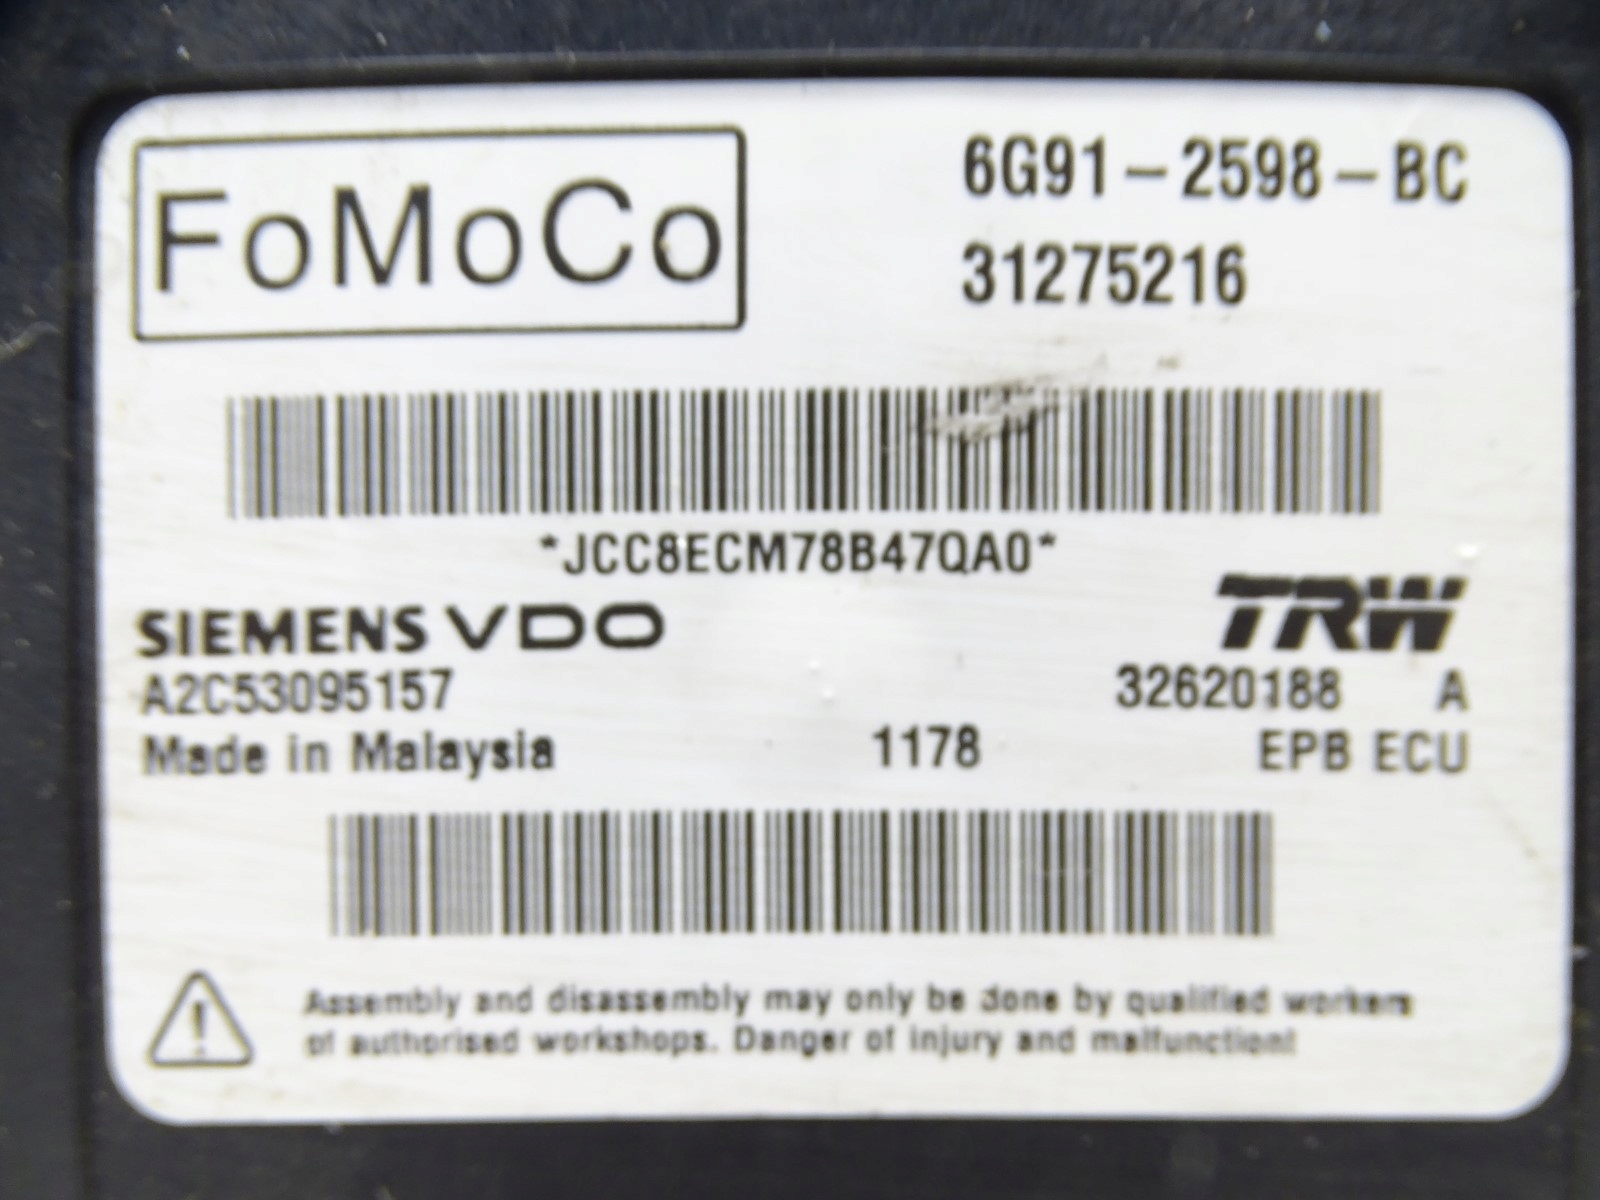 FoMoCo
6G91-2598-BC
31275216
*JCC8ECM78B47QA0*
SIEMENS VDO
TRW
A2C53095157
32620188 A
Made in Malaysia
1178
EPB ECU
Assembly and disassembly may only be done by qualified workers
of authorised workshops. Danger of injury and malfunction!